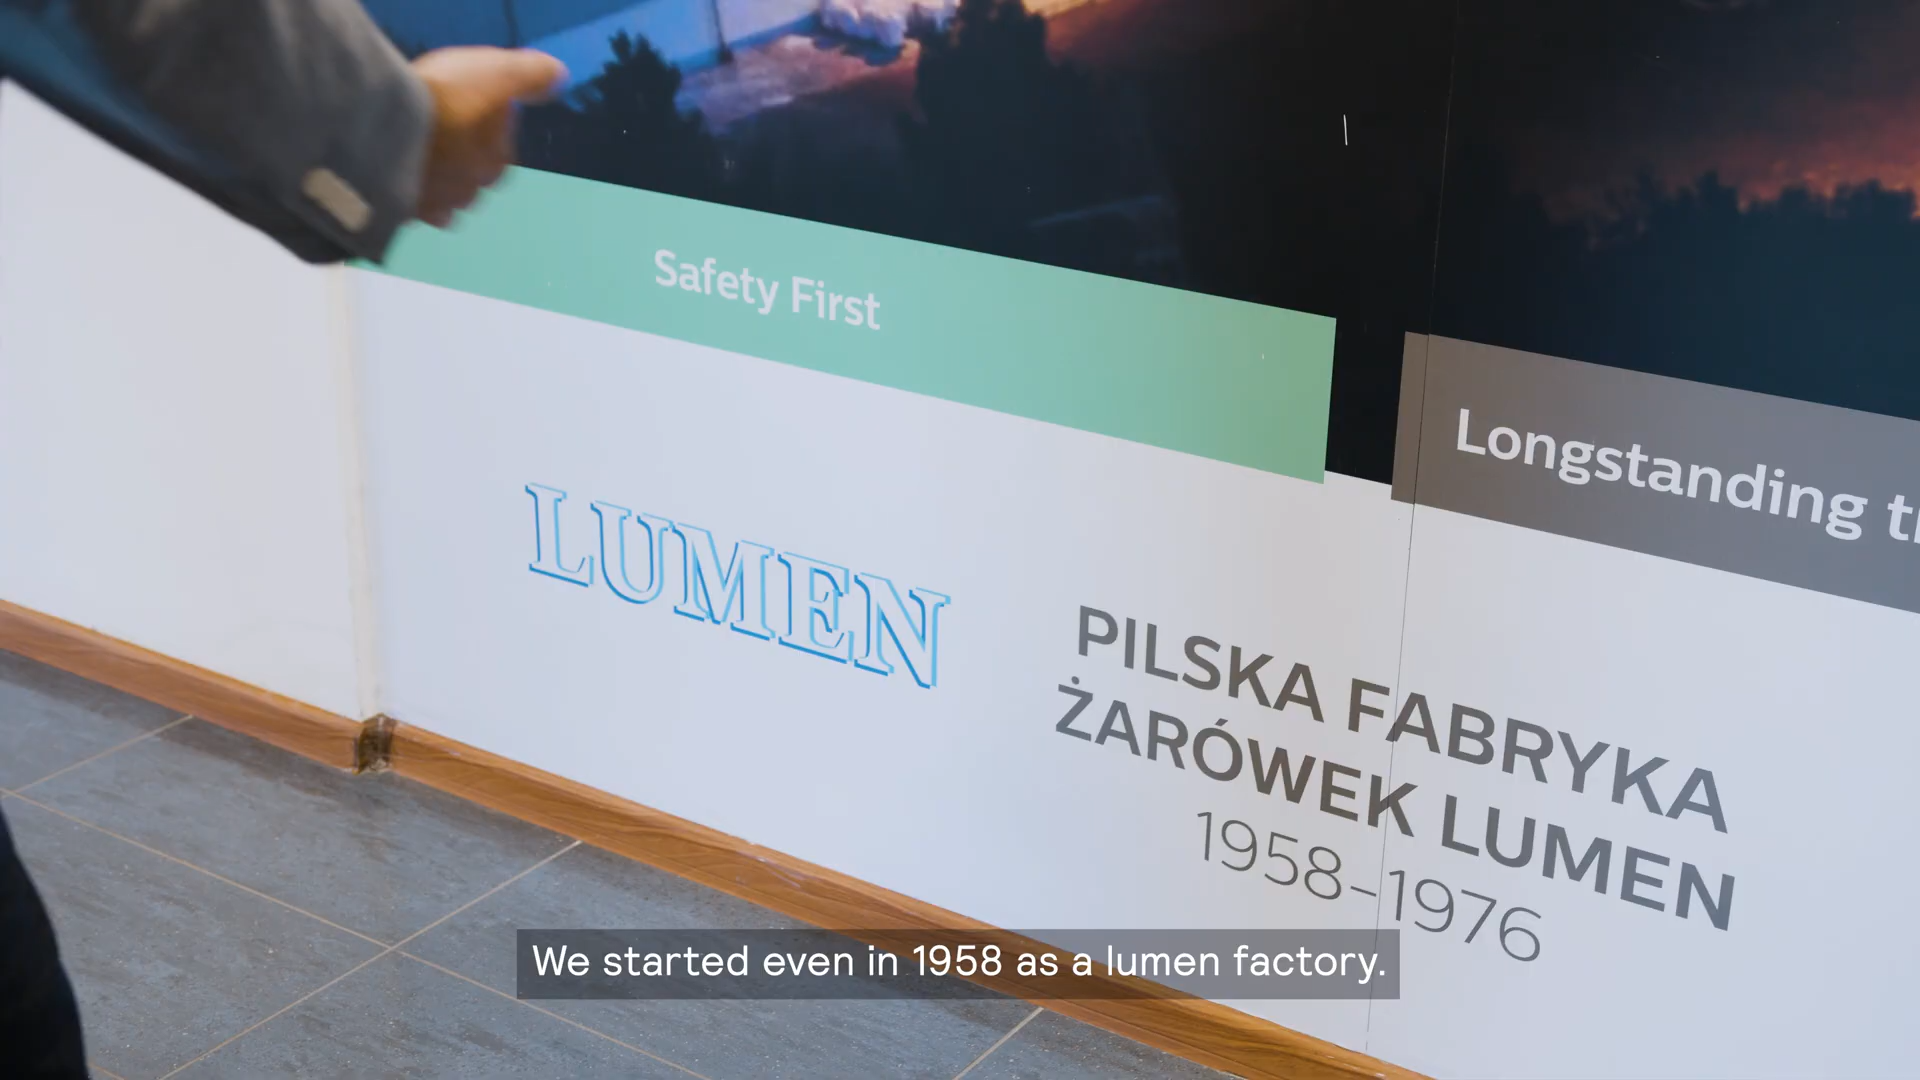 Safety First
Longstanding
LUMEN
PILSKA FABRYKA
ŻARÓWEK LUMEN
1958-1976
We started even in 1958 as a lumen factory.